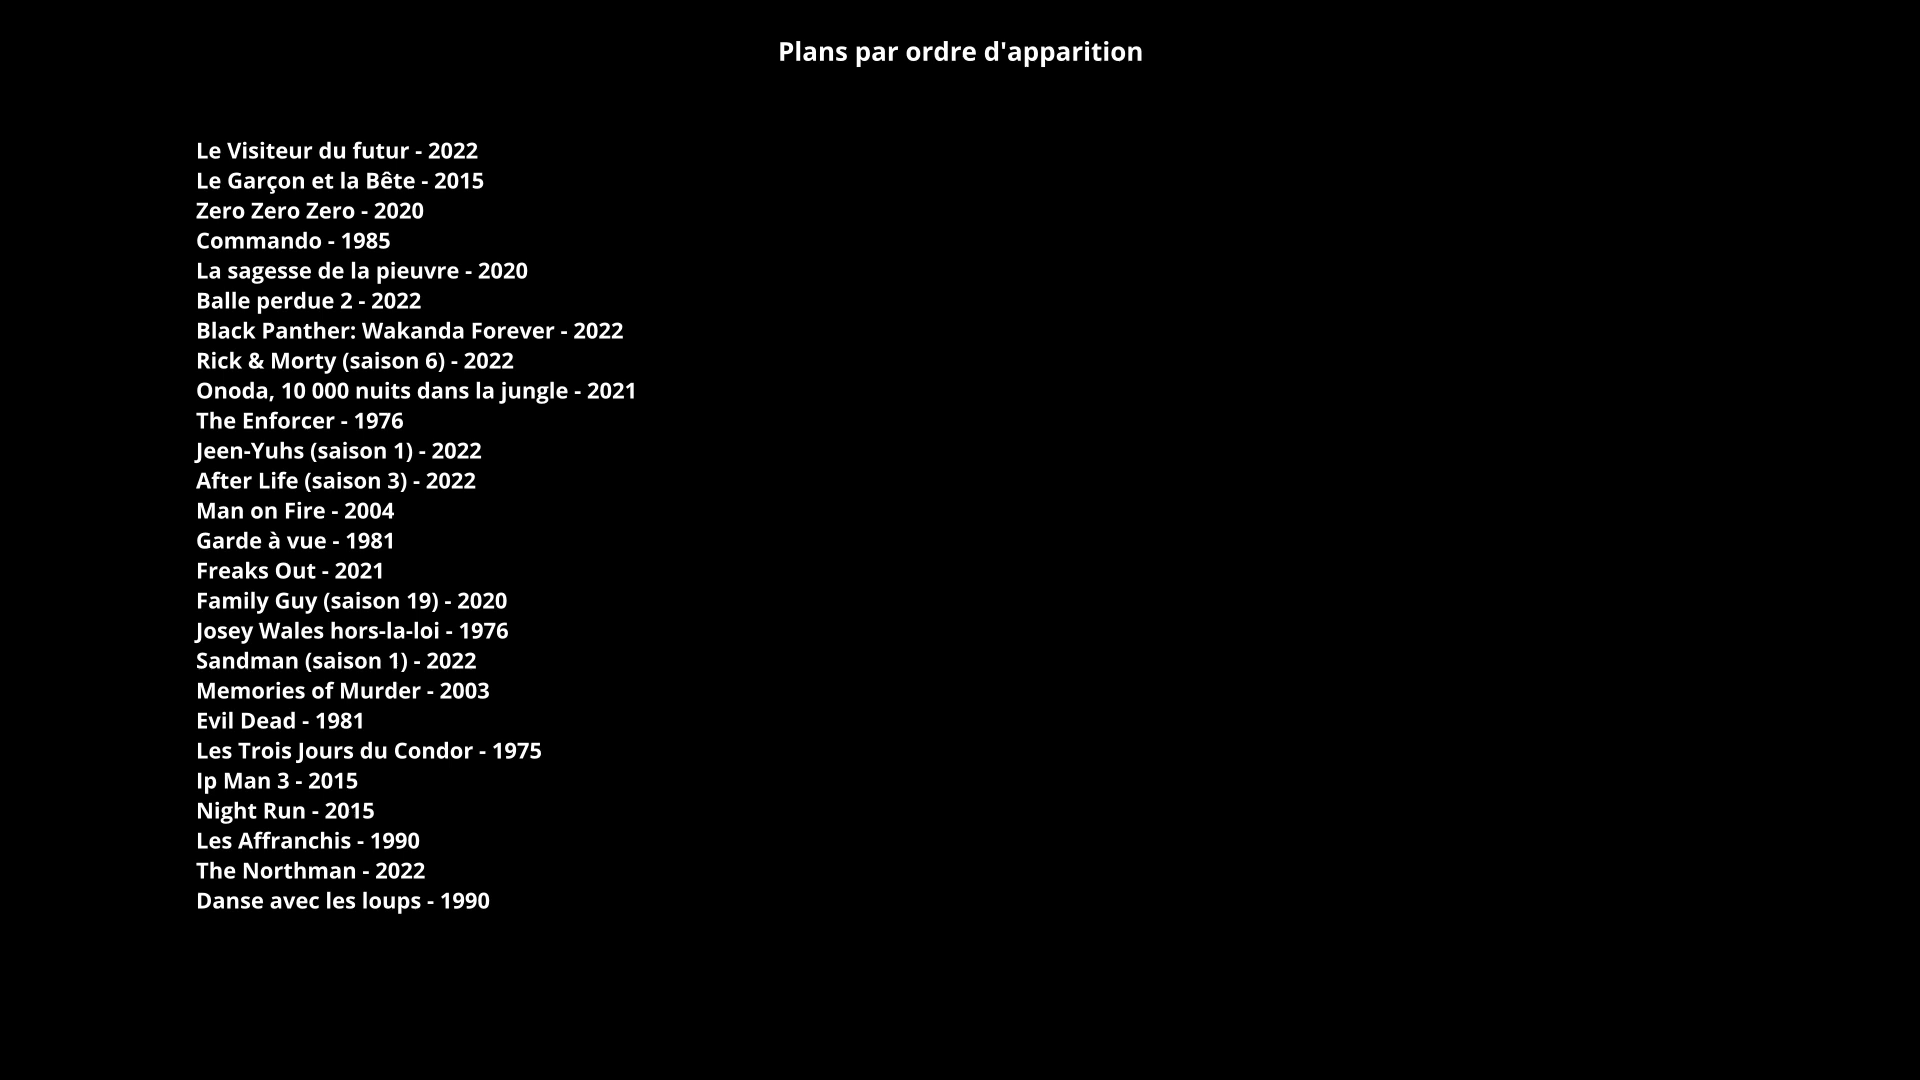 Plans par ordre d'apparition
Le Visiteur du futur - 2022
Le Garçon et la Bête - 2015
Zero Zero Zero - 2020
Commando - 1985
La sagesse de la pieuvre - 2020
Balle perdue 2 - 2022
Black Panther: Wakanda Forever - 2022
Rick & Morty (saison 6) - 2022
Onoda, 10 000 nuits dans la jungle - 2021
The Enforcer - 1976
Jeen-Yuhs (saison 1) - 2022
After Life (saison 3) - 2022
Man on Fire - 2004
Garde à vue - 1981
Freaks Out - 2021
Family Guy (saison 19) - 2020
Josey Wales hors-la-loi - 1976
Sandman (saison 1) - 2022
Memories of Murder - 2003
Evil Dead - 1981
Les Trois Jours du Condor - 1975
Ip Man 3 - 2015
Night Run - 2015
Les Affranchis - 1990
The Northman - 2022
Danse avec les loups - 1990